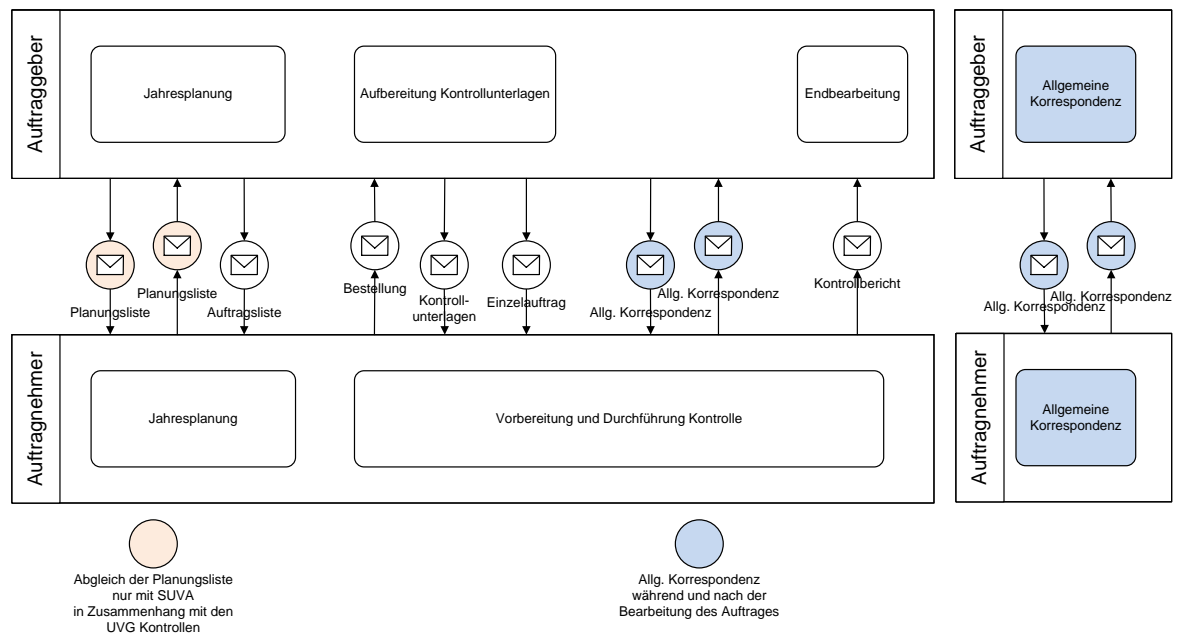 Auftraggeber
Jahresplanung
Aufbereitung Kontrollunterlagen
Endbearbeitung
Planungsliste
Planungsliste
Auftragsliste
Bestellung
Kontroll-
unterlagen
Einzelauftrag
Allg. Korrespondenz
Allg. Korrespondenz
Kontrollbericht
Auftragnehmer
Jahresplanung
Vorbereitung und Durchführung Kontrolle
Auftraggeber
Allgemeine
Korrespondenz
Allg. Korrespondenz
Allg. Korrespondenz
Auftragnehmer
Allgemeine
Korrespondenz
Abgleich der Planungsliste
nur mit SUVA
in Zusammenhang mit den
UVG Kontrollen
Allg. Korrespondenz
während und nach der
Bearbeitung des Auftrages